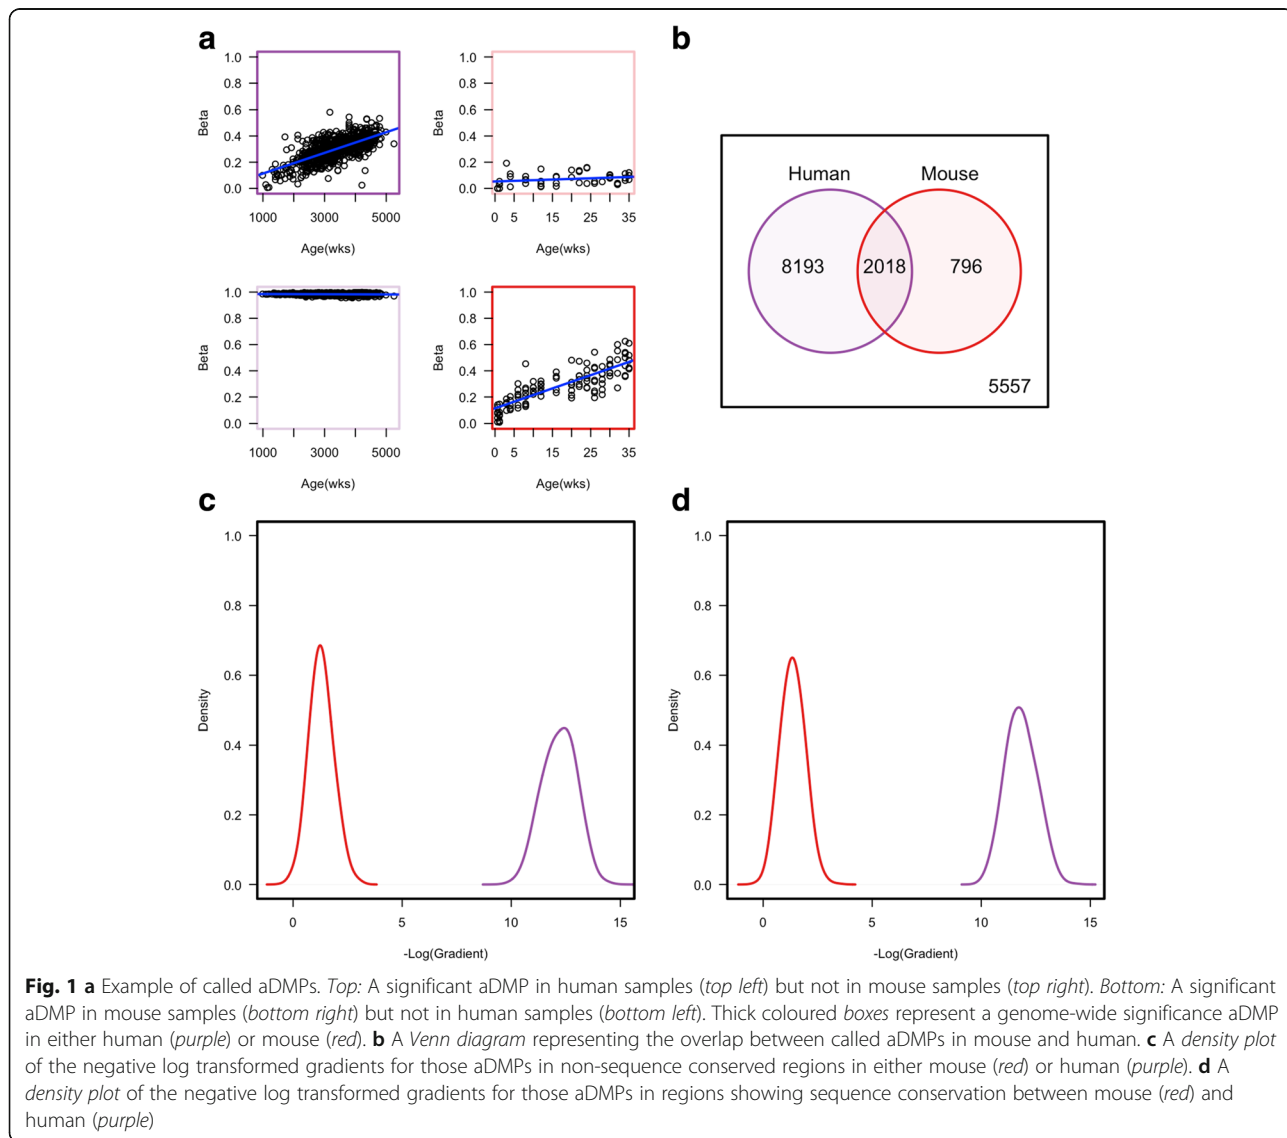 a
b
1.0
0.8
0.6
0.4
0.2
0.0
Beta
1000 3000 5000
Age(wks)
1.0
0.8
0.6
0.4
0.2
0.0
Beta
0 5 15 25 35
Age(wks)
1.0
0.8
0.6
0.4
0.2
0.0
Beta
1000 3000 5000
Age(wks)
1.0
0.8
0.6
0.4
0.2
0.0
Beta
0 5 15 25 35
Age(wks)
Human Mouse
8193 2018 796
5557
c
1.0
0.8
0.6
0.4
0.2
0.0
Density
0 5 10 15
-Log(Gradient)
d
1.0
0.8
0.6
0.4
0.2
0.0
Density
0 5 10 15
-Log(Gradient)
Fig. 1 a Example of called aDMPs. Top: A significant aDMP in human samples (top left) but not in mouse samples (top right). Bottom: A significant
aDMP in mouse samples (bottom right) but not in human samples (bottom left). Thick coloured boxes represent a genome-wide significance aDMP
in either human (purple) or mouse (red). b A Venn diagram representing the overlap between called aDMPs in mouse and human. c A density plot
of the negative log transformed gradients for those aDMPs in non-sequence conserved regions in either mouse (red) or human (purple). d A
density plot of the negative log transformed gradients for those aDMPs in regions showing sequence conservation between mouse (red) and
human (purple)